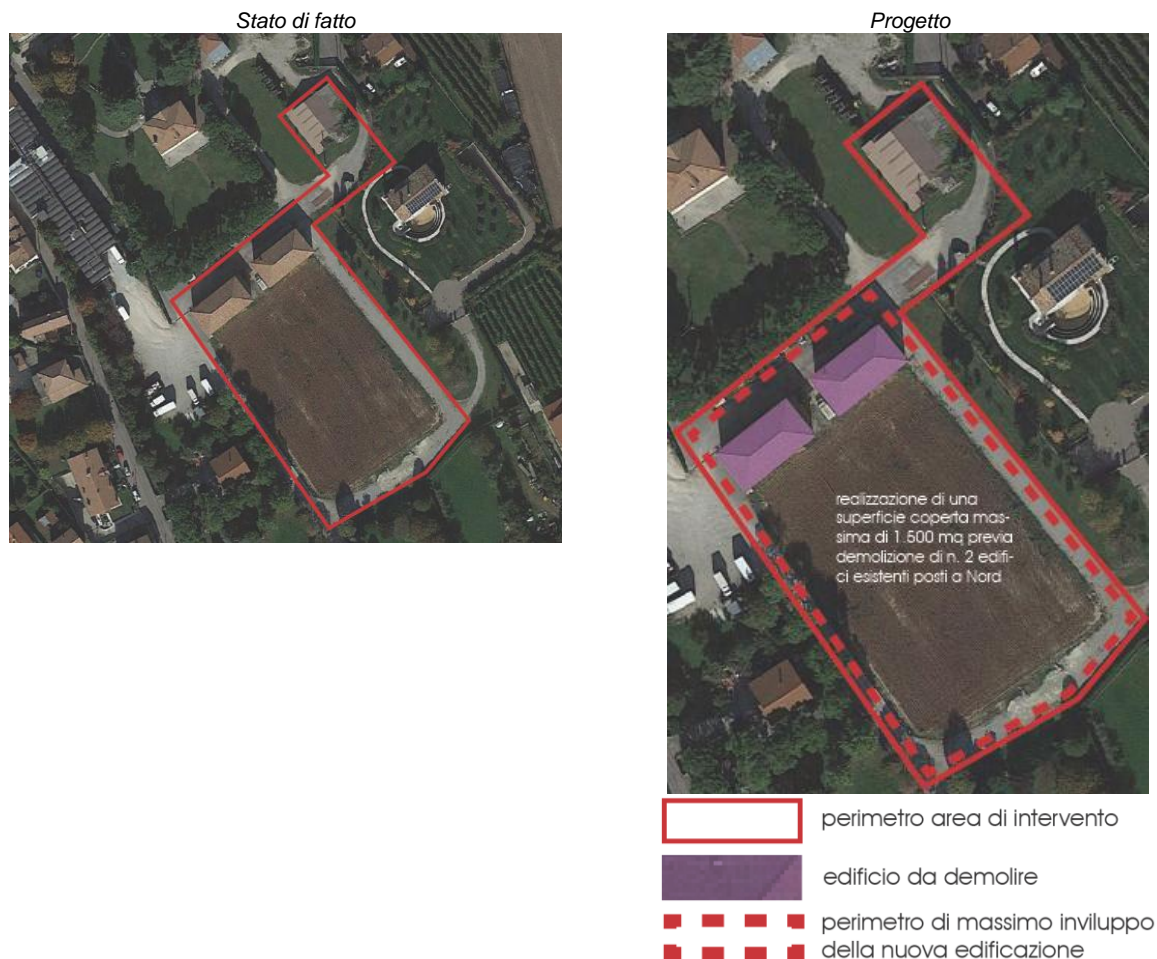 Stato di fatto
Progetto
realizzazione di una
superficie coperta mas-
sima di 1.500 mq previa
demolizione di n. 2 edifi-
ci esistenti posti a Nord
perimetro area di intervento
edificio da demolire
perimetro di massimo inviluppo
della nuova edificazione